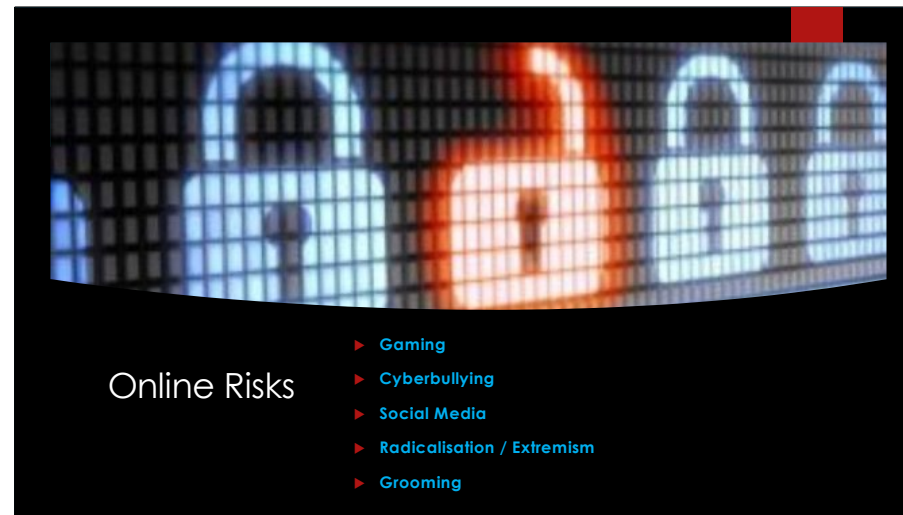 Online Risks
Gaming
Cyberbullying
Social Media
Radicalisation / Extremism
Grooming